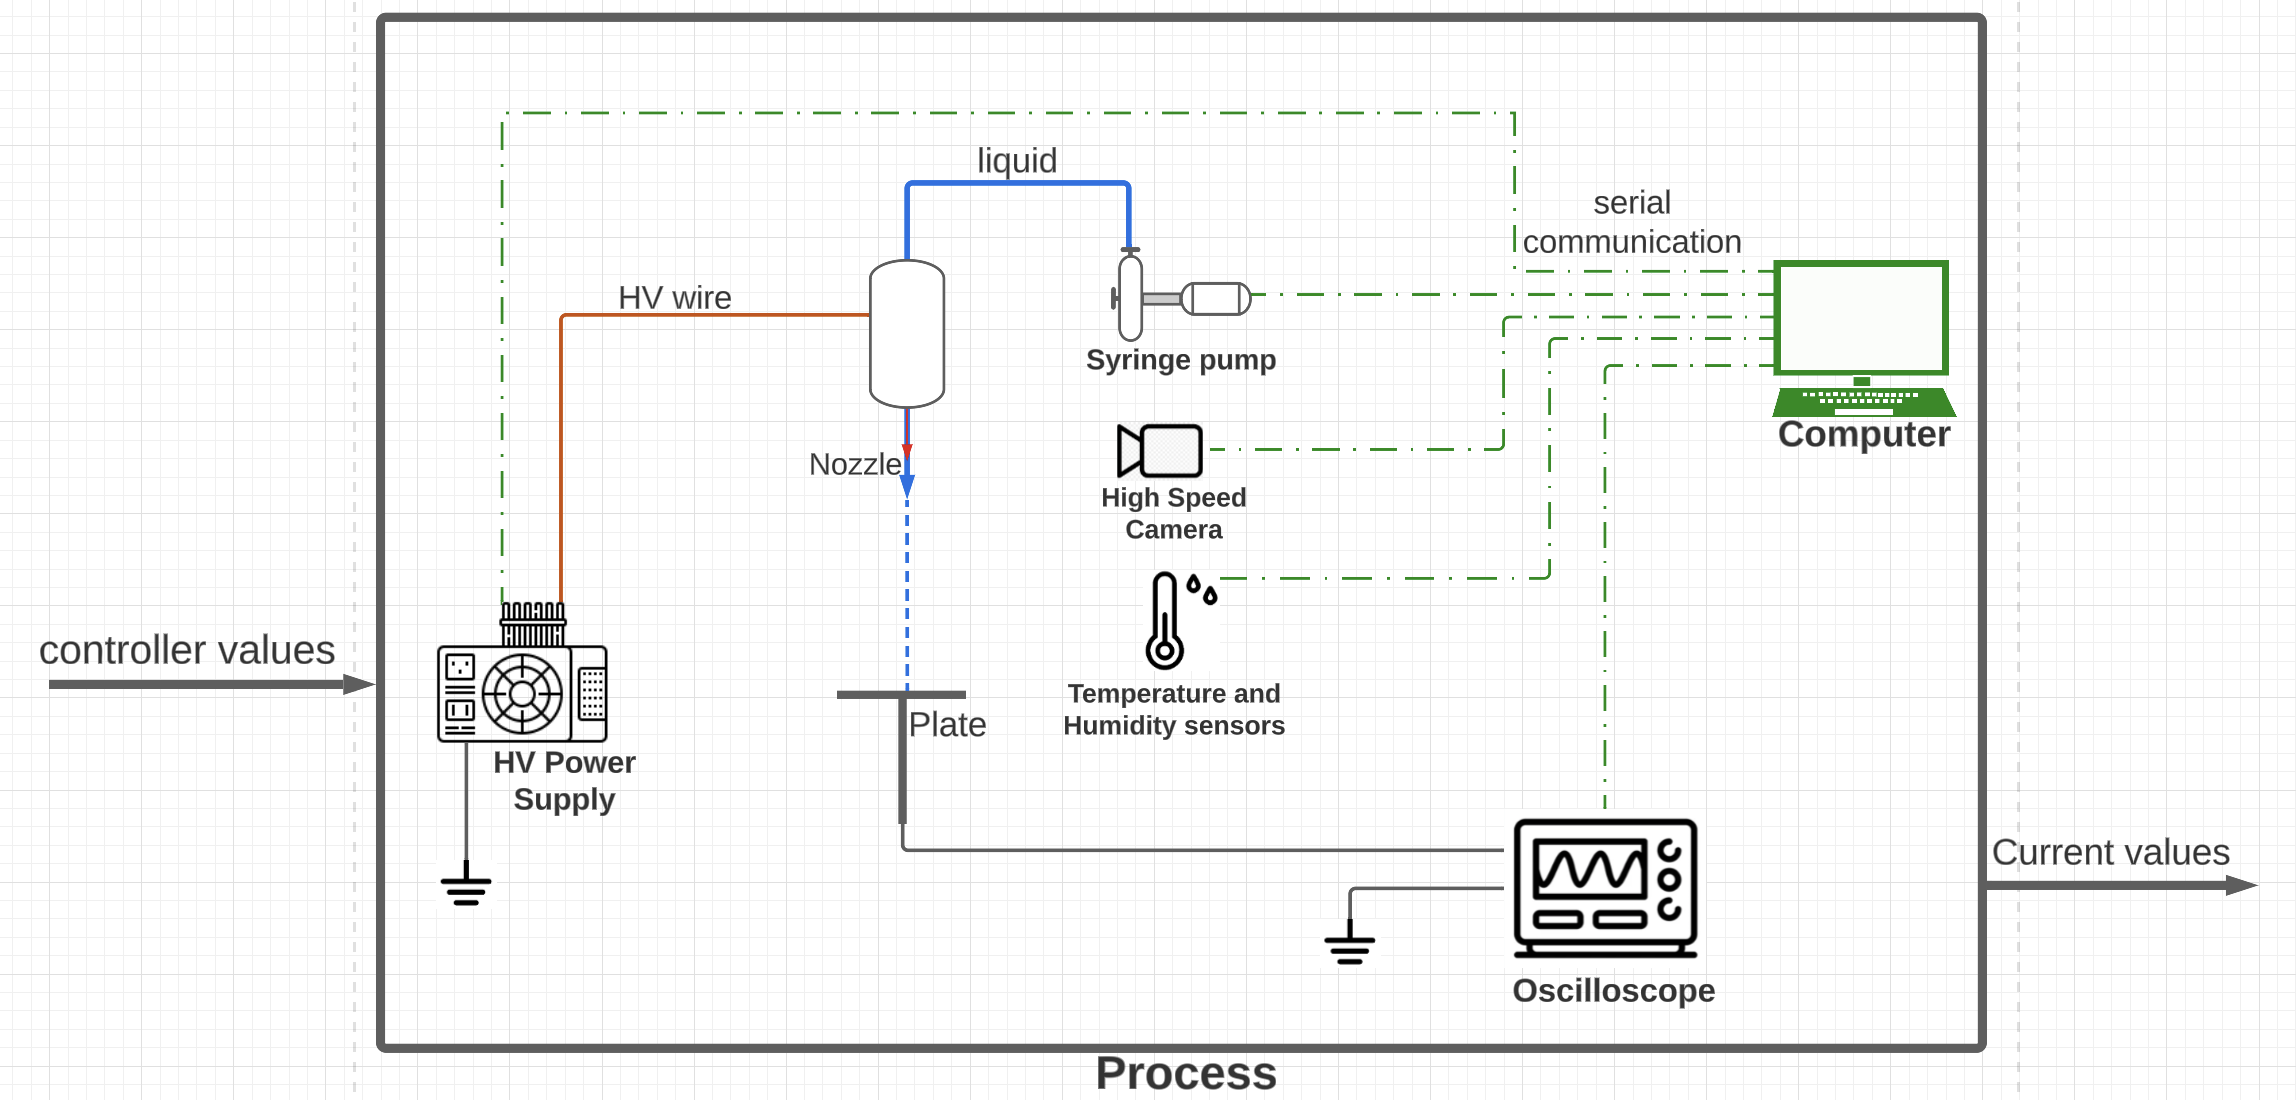 liquid
serial
communication
HV wire
Syringe pump
Computer
Nozzle
High Speed
Camera
controller values
Temperature and
Humidity sensors
Plate
HV Power
Supply
Current values
Oscilloscope
Process